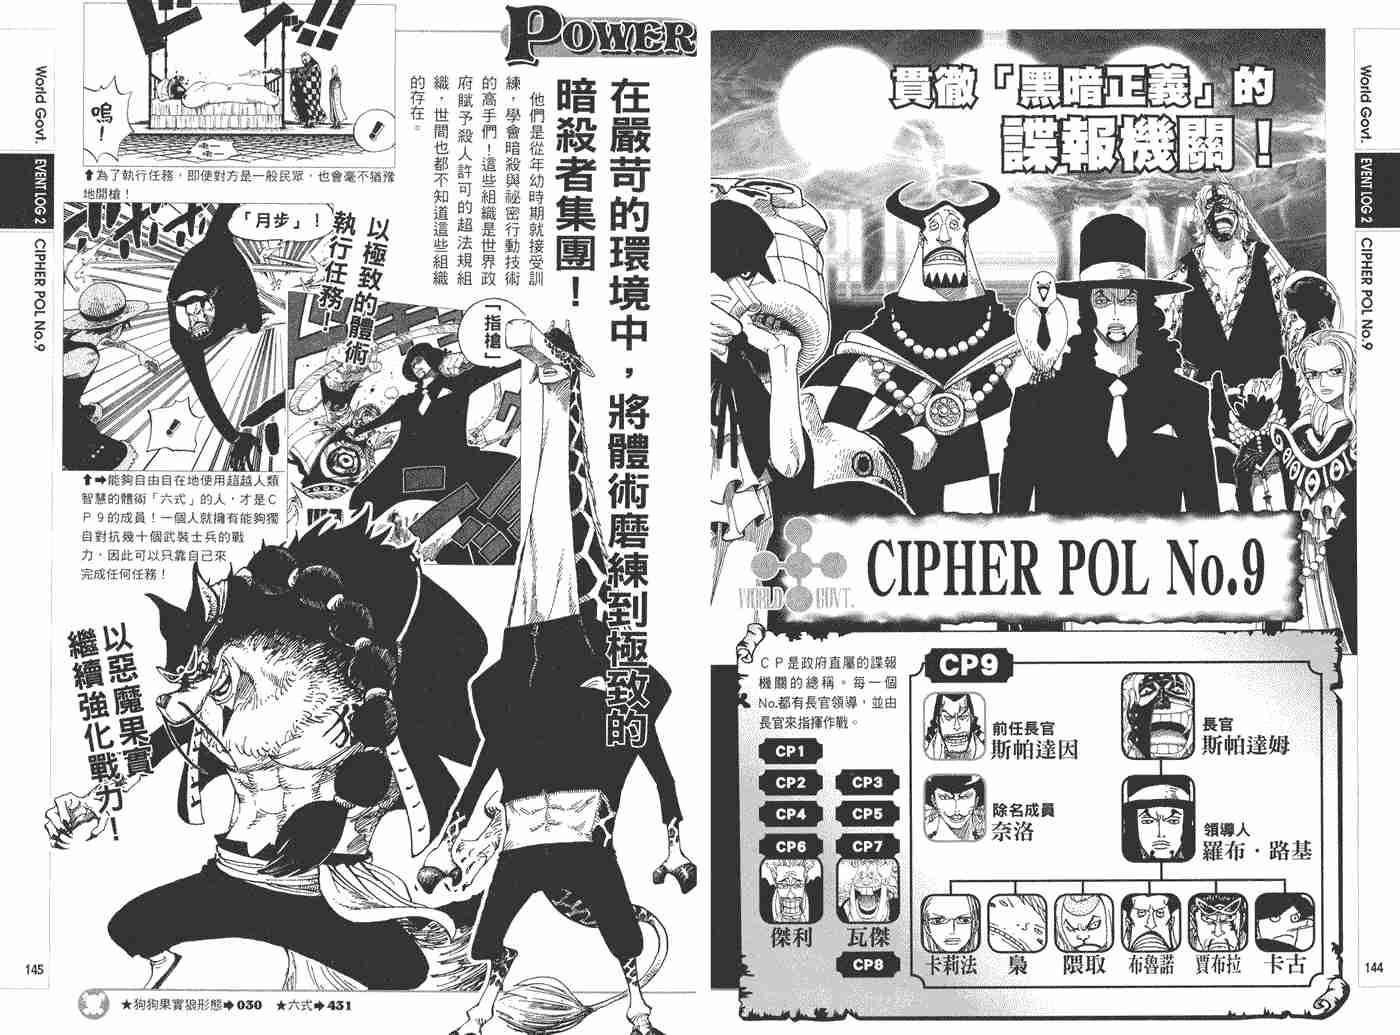 World Govt.
EVENT LOG 2
CIPHER POL No.9
貫徹「黑暗正義」的
諜報機關！
WORLD GOVT.
CIPHER POL No.9
ＣＰ是政府直屬的諜報
機關的總稱。每一個
No.都有長官領導，並由
長官來指揮作戰。
CP1
CP2
CP3
CP4
CP5
CP6
CP7
傑利
瓦傑
CP8
CP9
前任長官
斯帕達因
長官
斯帕達姆
除名成員
奈洛
領導人
羅布・路基
卡莉法
梟
隈取
布魯諾
賈布拉
卡古
144
POWER
在嚴苛的環境中，將體術磨練到極致的
暗殺者集團！
他們是從年幼時期就接受訓
練，學會暗殺與祕密行動技術
的高手們！這些組織是世界政
府賦予殺人許可的超法規組
織，世間也都不知道這些組織
的存在。
嗚！
⬆為了執行任務，即使對方是一般民眾，也會毫不猶豫
地開槍！
以極致的體術
執行任務！
「月步」！
「指槍」
⬆➡能夠自由自在地使用超越人類
智慧的體術「六式」的人，才是Ｃ
Ｐ９的成員！一個人就擁有能夠獨
自對抗幾十個武裝士兵的戰
力，因此可以只靠自己來
完成任何任務！
以惡魔果實
繼續強化戰力！
★狗狗果實狼形態➡030　★六式➡431
World Govt.
EVENT LOG 2
CIPHER POL No.9
145